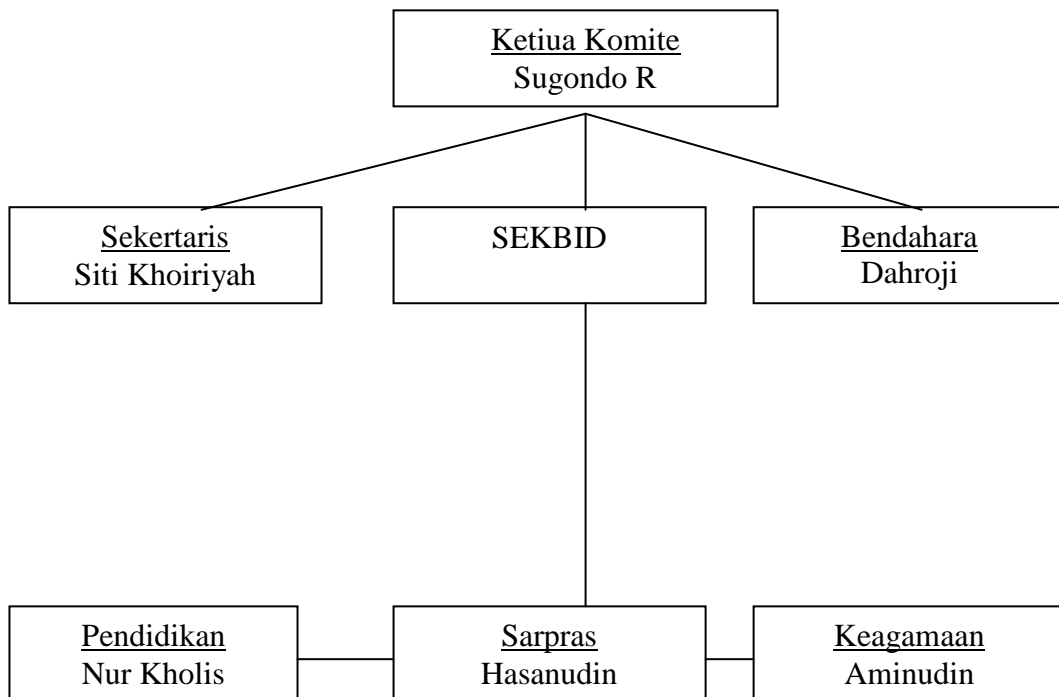 Ketiua Komite
Sugondo R
Sekertaris
Siti Khoiriyah
SEKBID
Bendahara
Dahroji
Pendidikan
Nur Kholis
Sarpras
Hasanudin
Keagamaan
Aminudin